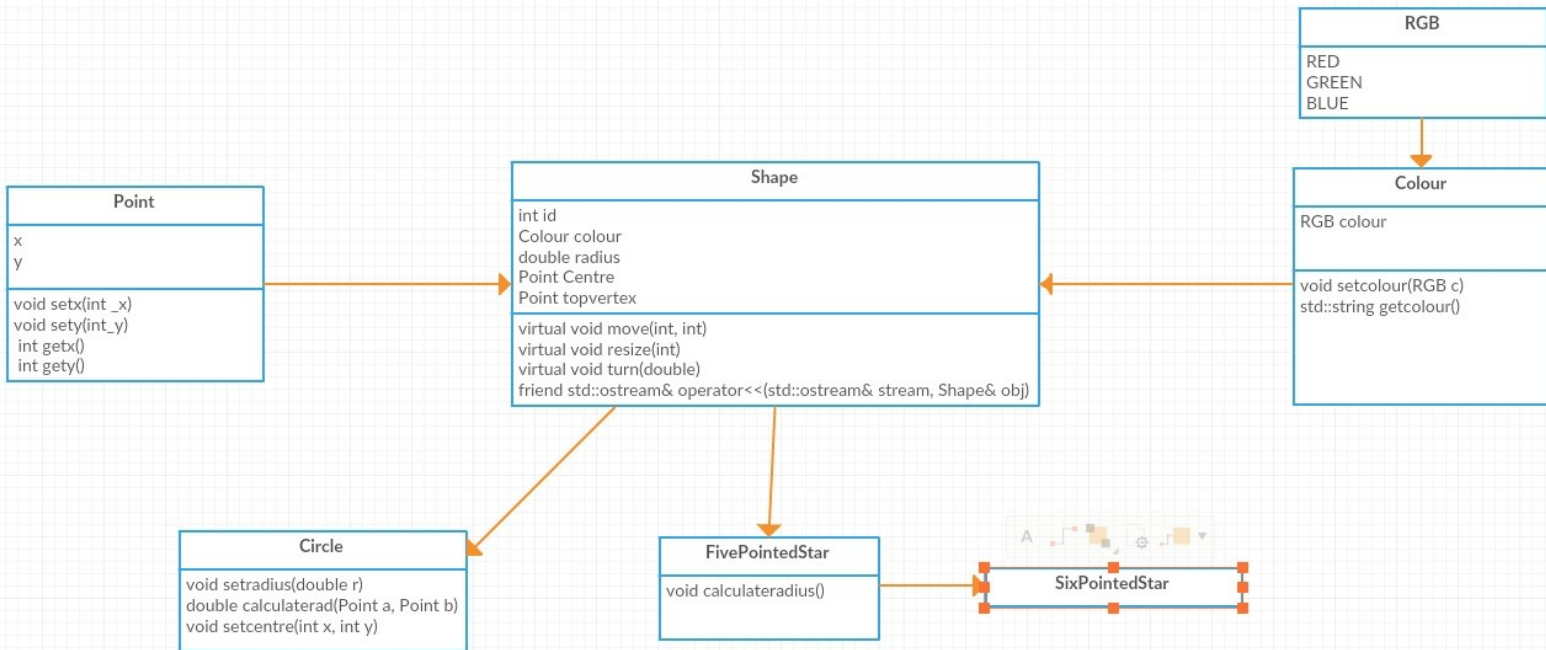 RGB
RED
GREEN
BLUE
Point
x
y
void setx(int _x)
void sety(int_y)
int getx()
int gety()
Shape
int id
Colour colour
double radius
Point Centre
Point topvertex
virtual void move(int, int)
virtual void resize(int)
virtual void turn(double)
friend std::ostream& operator<<(std::ostream& stream, Shape& obj)
Colour
RGB colour
void setcolour(RGB c)
std::string getcolour()
Circle
void setradius(double r)
double calculaterad(Point a, Point b)
void setcentre(int x, int y)
FivePointedStar
void calculateradius()
A
SixPointedStar